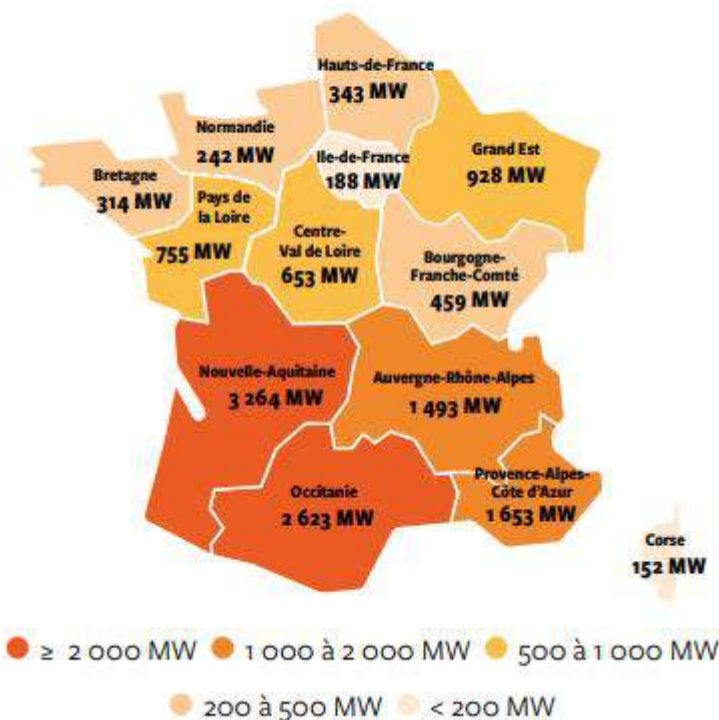 Hauts-de-France
343 MW
Normandie
242 MW
Ile-de-France
188 MW
Grand Est
928 MW
Bretagne
314 MW
Pays de
la Loire
755 MW
Centre-
Val de Loire
653 MW
Bourgogne-
Franche-Comté
459 MW
Nouvelle-Aquitaine
3 264 MW
Auvergne-Rhône-Alpes
1 493 MW
Occitanie
2 623 MW
Provence-Alpes-
Côte d'Azur
1 653 MW
Corse
152 MW
≥ 2 000 MW 1 000 à 2 000 MW 500 à 1 000 MW
200 à 500 MW < 200 MW